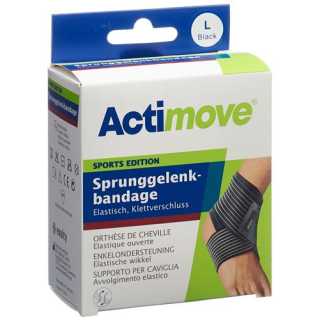 L
Black
Actimove®
SPORTS EDITION
Sprunggelenk-
bandage
Elastisch, Klettverschluss
ORTHÈSE DE CHEVILLE
Elastique ouverte
ENKELONDERSTEUNING
Elastische wikkel
SUPPORTO PER CAVIGLIA
Avvolgimento elastico
essity